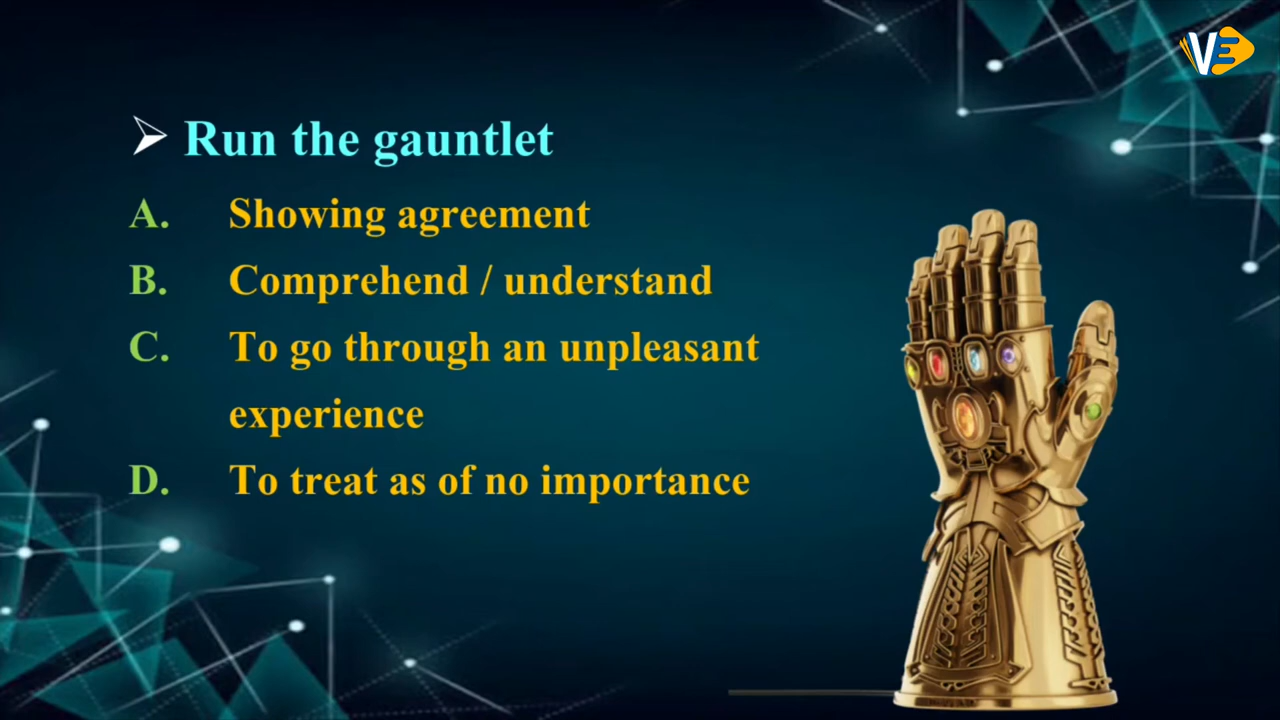 VE
Run the gauntlet
A. Showing agreement
B. Comprehend / understand
C. To go through an unpleasant
experience
D. To treat as of no importance